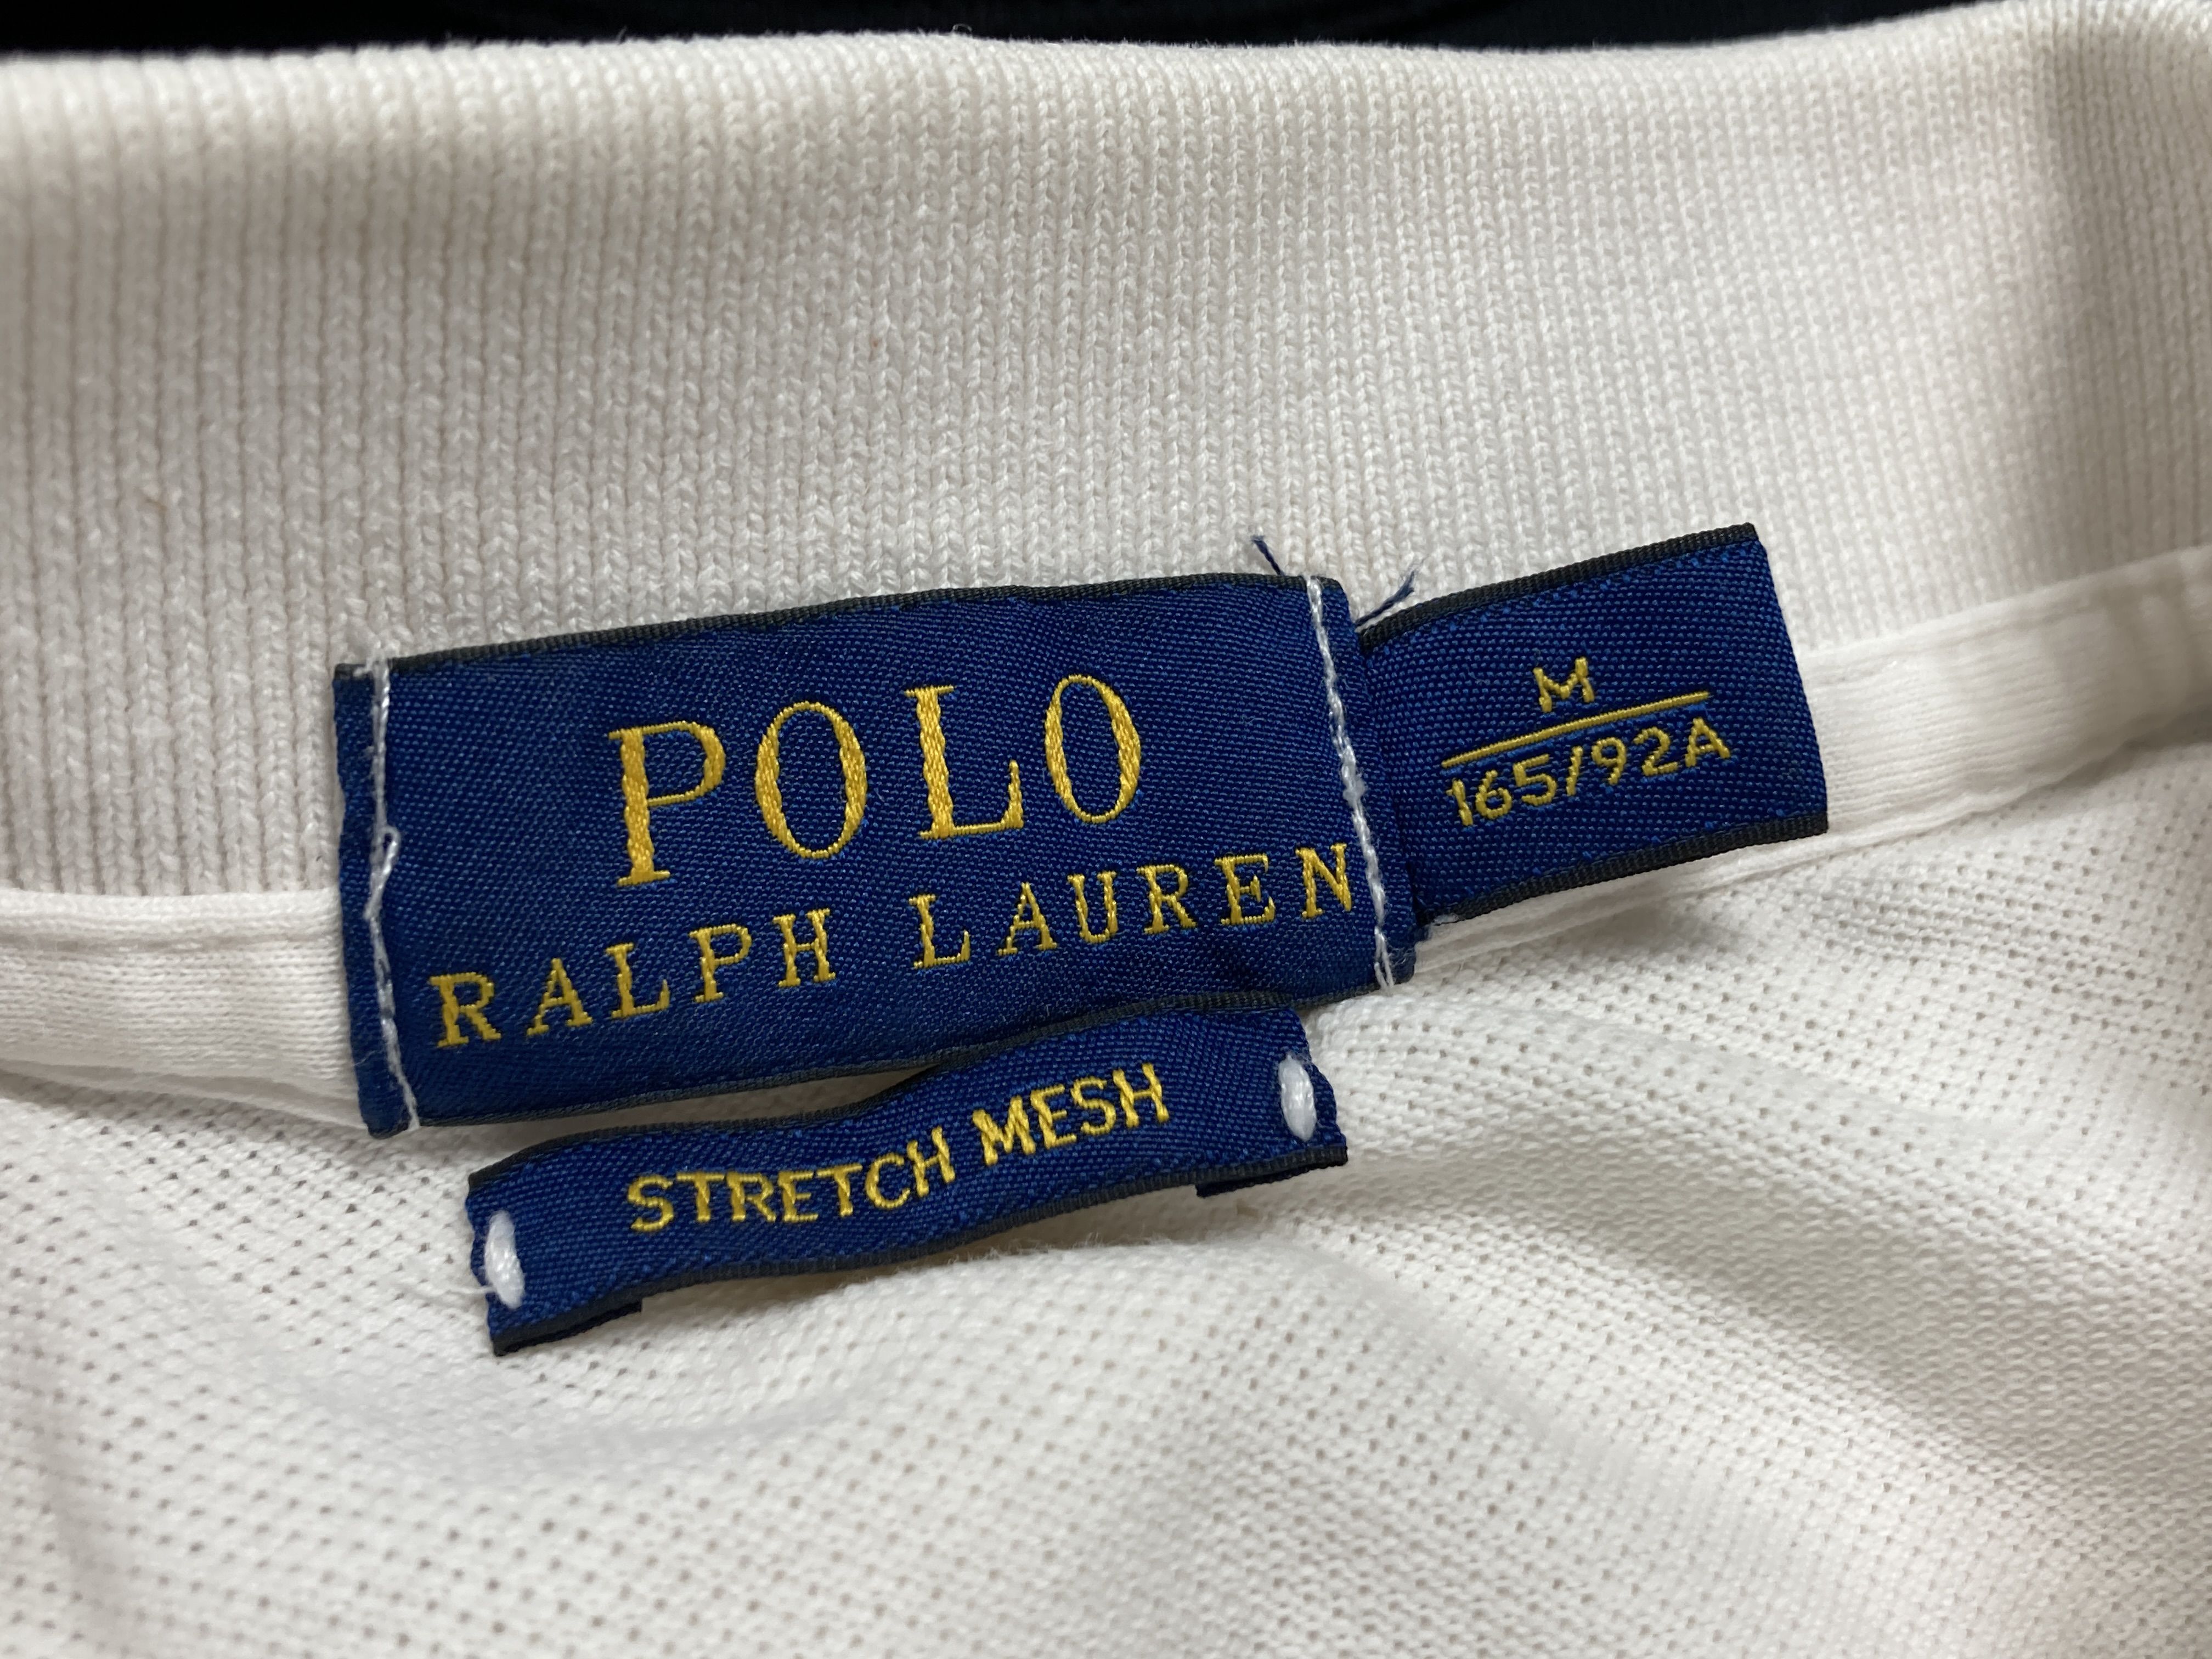 POLO
RALPH LAUREN
M
165/92A
STRETCH MESH